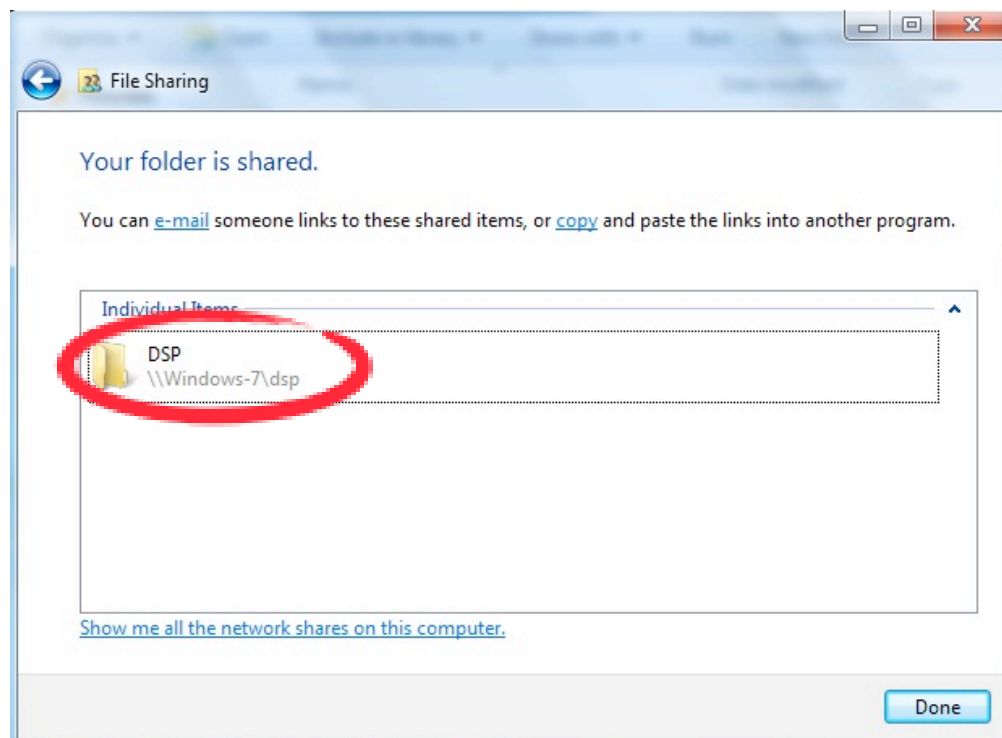 File Sharing
Your folder is shared.
You can e-mail someone links to these shared items, or copy and paste the links into another program.
Individual Items
DSP
\\Windows-7\dsp
Show me all the network shares on this computer.
Done